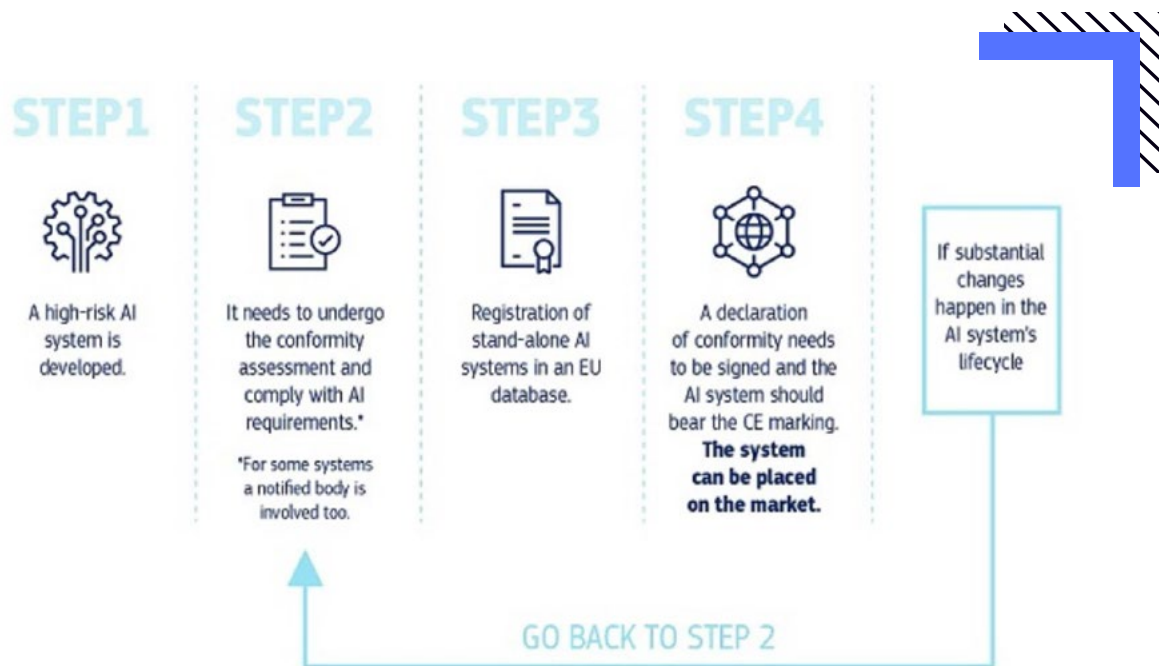 STEP1
A high-risk AI
system is
developed.
STEP2
It needs to undergo
the conformity
assessment and
comply with AI
requirements.*
*For some systems
a notified body is
involved too.
STEP3
Registration of
stand-alone AI
systems in an EU
database.
STEP4
A declaration
of conformity needs
to be signed and the
AI system should
bear the CE marking.
The system
can be placed
on the market.
If substantial
changes
happen in the
AI system's
lifecycle
GO BACK TO STEP 2